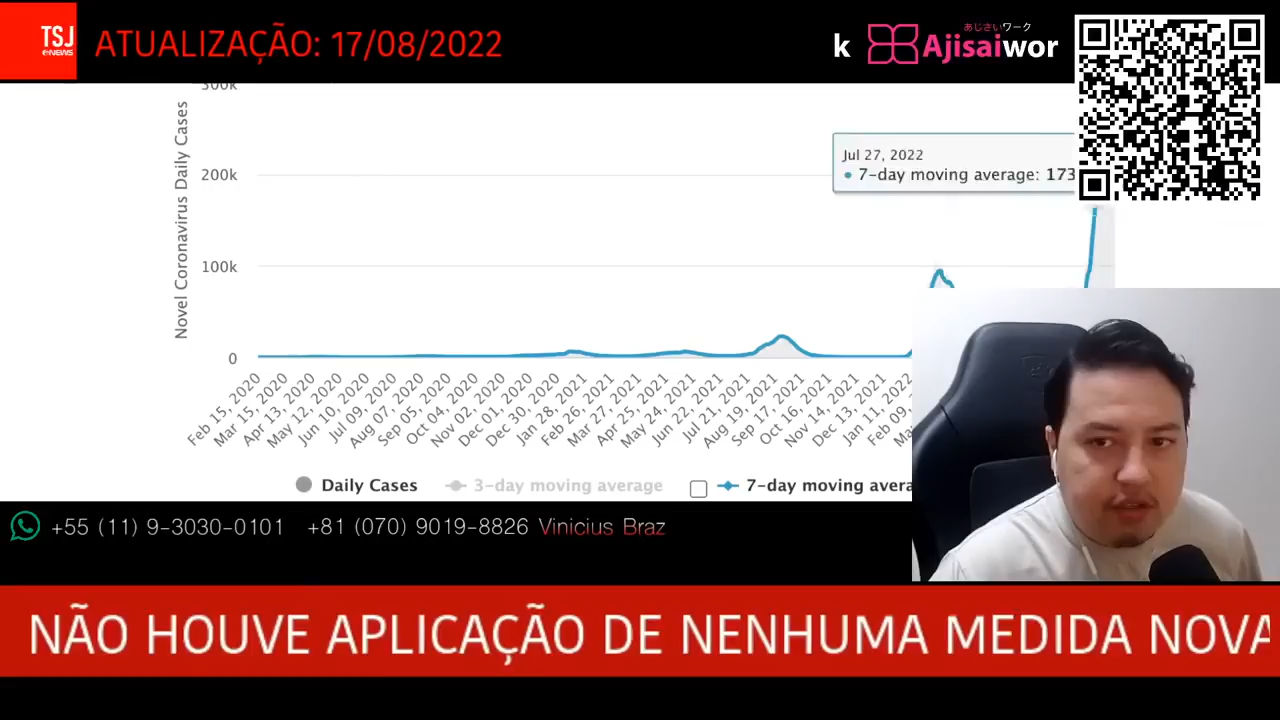 TSJ
NEWS
ATUALIZAÇÃO: 17/08/2022
k
あじさいワーク
Ajisaiwor
300k
200k
100k
0
Novel Coronavirus Daily Cases
Jul 27, 2022
7-day moving average: 173
Feb 15, 2020
Mar 15, 2020
Apr 13, 2020
May 12, 2020
Jun 10, 2020
Jul 09, 2020
Aug 07, 2020
Sep 05, 2020
Oct 04, 2020
Nov 02, 2020
Dec 01, 2020
Dec 30, 2020
Jan 28, 2021
Feb 26, 2021
Mar 27, 2021
Apr 25, 2021
May 24, 2021
Jun 22, 2021
Jul 21, 2021
Aug 19, 2021
Sep 17, 2021
Oct 16, 2021
Nov 14, 2021
Dec 13, 2021
Jan 11, 2022
Feb 09,
Daily Cases
3-day moving average
7-day moving avera
+55 (11) 9-3030-0101 +81 (070) 9019-8826 Vinicius Braz
NÃO HOUVE APLICAÇÃO DE NENHUMA MEDIDA NOVA